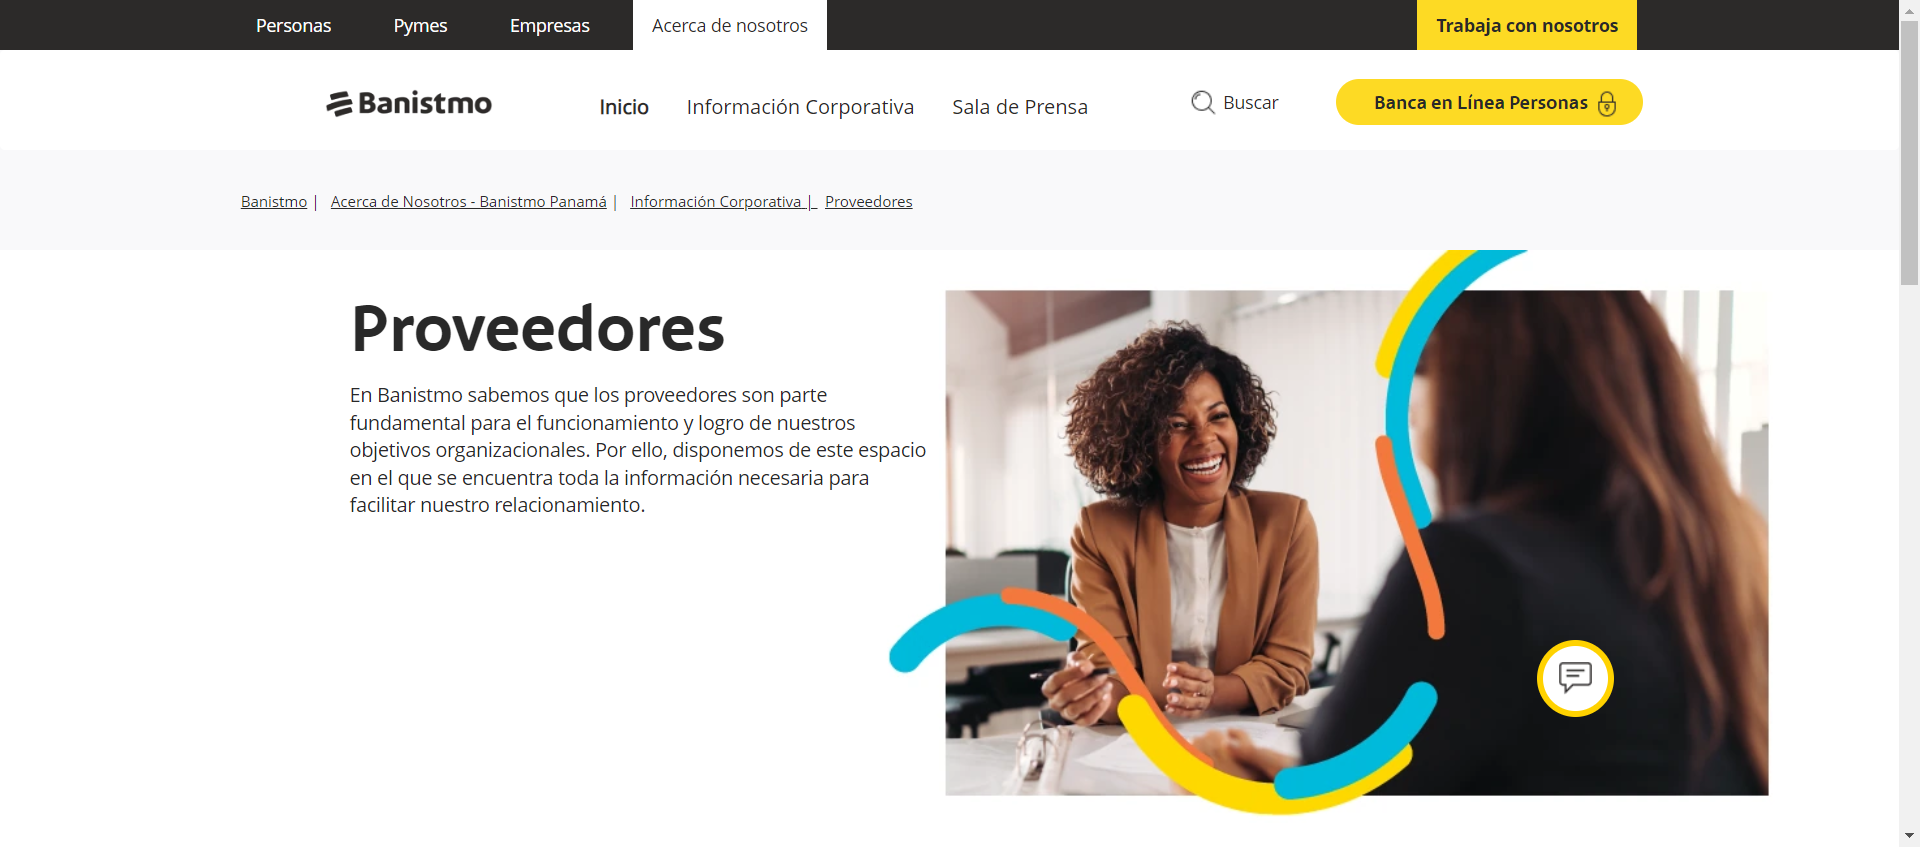 Personas Pymes Empresas Acerca de nosotros Trabaja con nosotros
Banistmo Inicio Información Corporativa Sala de Prensa Buscar Banca en Línea Personas
Banistmo | Acerca de Nosotros - Banistmo Panamá | Información Corporativa | Proveedores
Proveedores
En Banistmo sabemos que los proveedores son parte
fundamental para el funcionamiento y logro de nuestros
objetivos organizacionales. Por ello, disponemos de este espacio
en el que se encuentra toda la información necesaria para
facilitar nuestro relacionamiento.